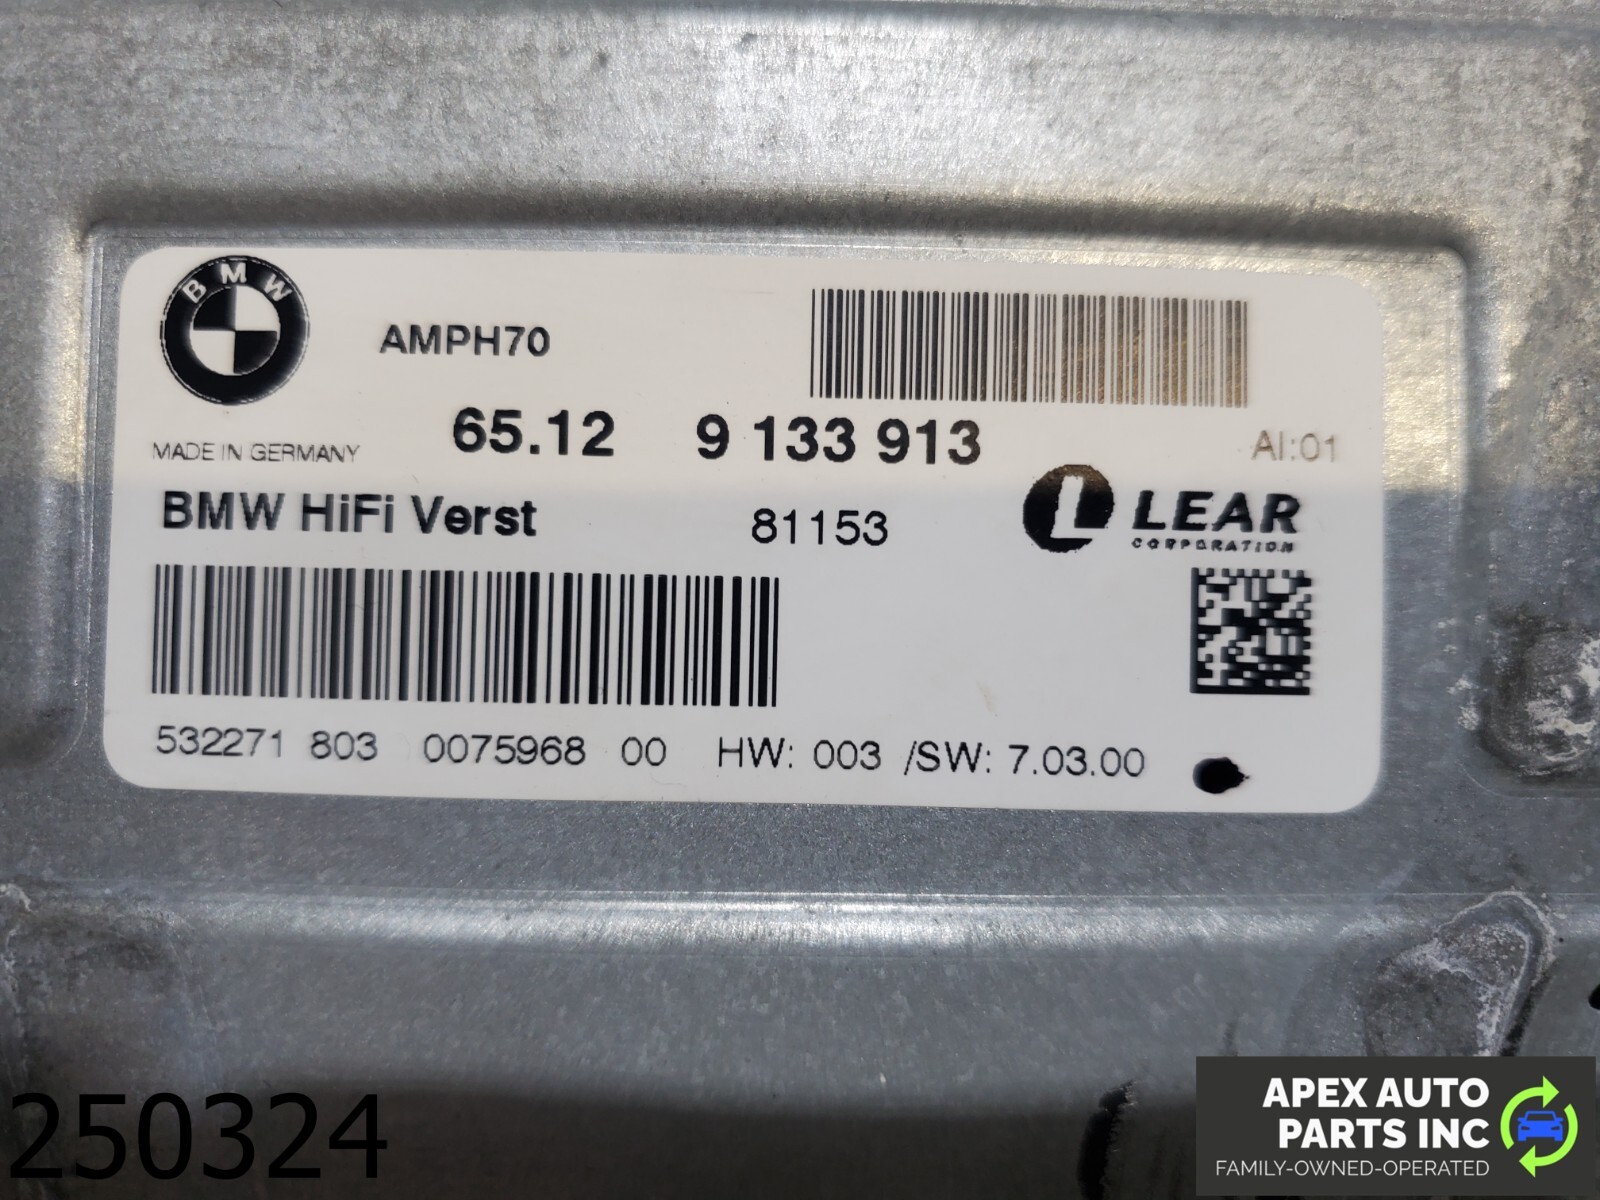 BMW
AMPH70
65.12 9 133 913
AI:01
MADE IN GERMANY
BMW HiFi Verst
81153
L LEAR
CORPORATION
532271 803 0075968 00 HW: 003 /SW: 7.03.00
250324
APEX AUTO
PARTS INC
FAMILY-OWNED-OPERATED